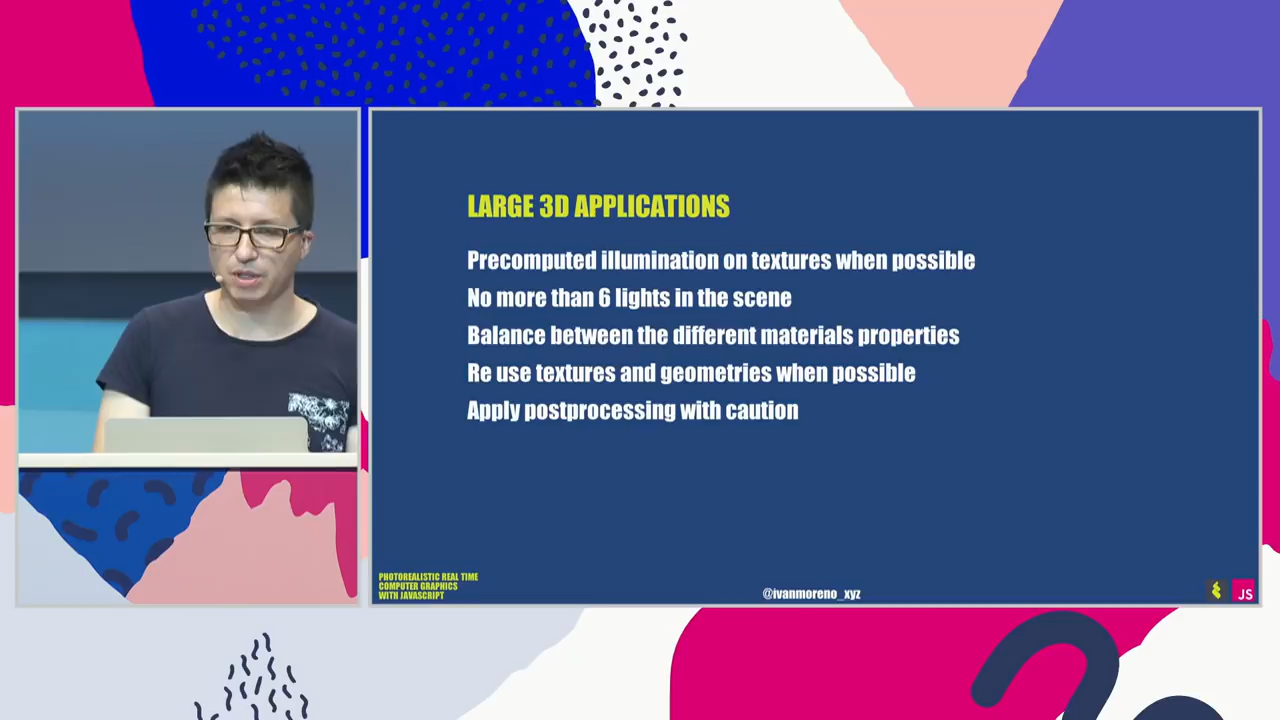 LARGE 3D APPLICATIONS
Precomputed illumination on textures when possible
No more than 6 lights in the scene
Balance between the different materials properties
Re use textures and geometries when possible
Apply postprocessing with caution
PHOTOREALISTIC REAL TIME
COMPUTER GRAPHICS
WITH JAVASCRIPT
@ivanmoreno_xyz
JS